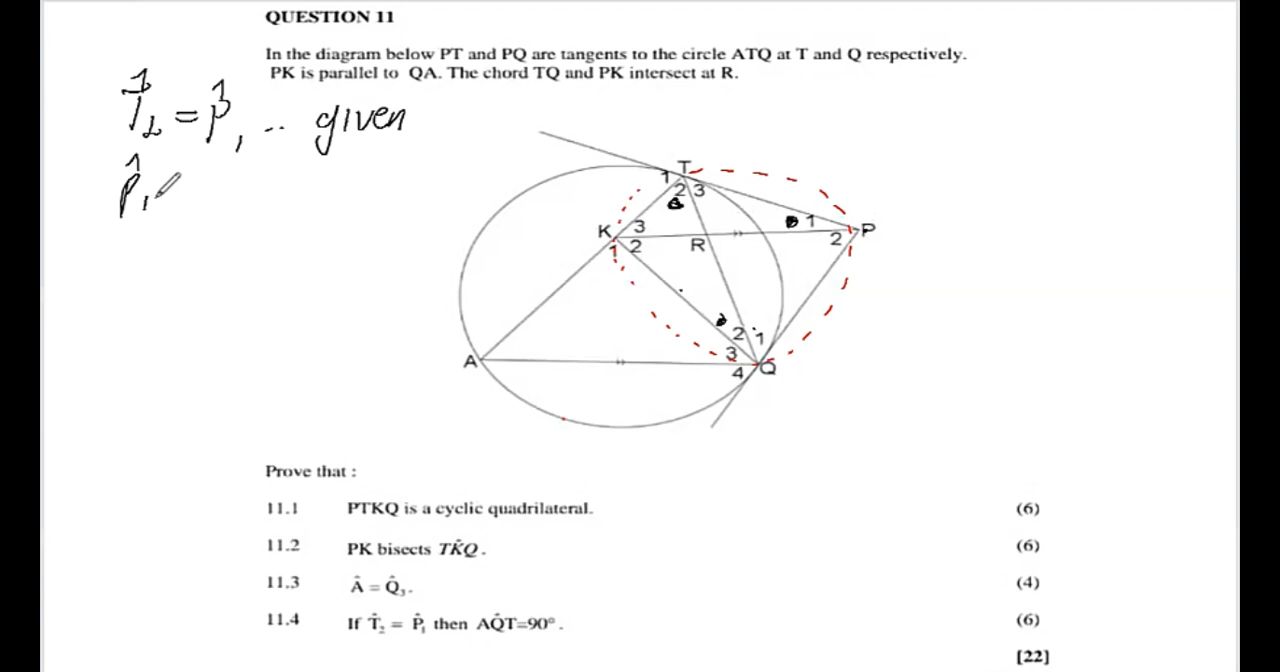 QUESTION 11
In the diagram below PT and PQ are tangents to the circle ATQ at T and Q respectively.
PK is parallel to QA. The chord TQ and PK intersect at R.
T̂₂ = P̂₁ .. given
P̂₁
T
1
2 3
K 3
1 2
R
1 P
2
2 1
3
A
4 Q
Prove that :
11.1 PTKQ is a cyclic quadrilateral. (6)
11.2 PK bisects TK̂Q . (6)
11.3 Â = Q̂₃. (4)
11.4 If T̂₂ = P̂₁ then AQ̂T=90° . (6)
[22]